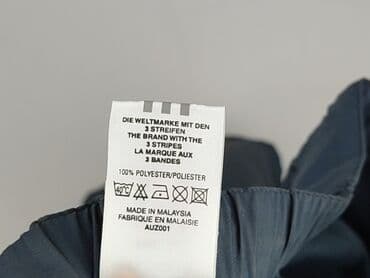 DIE WELTMARKE MIT DEN
3 STREIFEN
THE BRAND WITH THE
3 STRIPES
LA MARQUE AUX
3 BANDES
100% POLYESTER/POLIESTER
40°C
MADE IN MALAYSIA
FABRIQUE EN MALAISIE
AUZ001